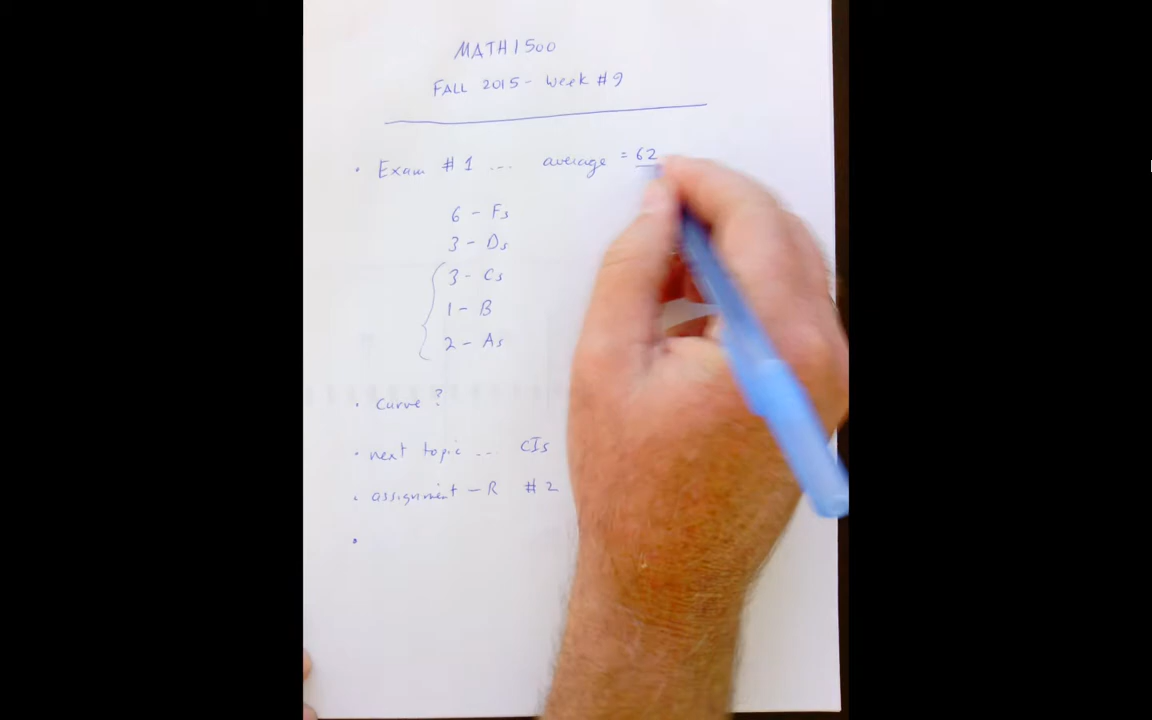 MATH1500
FALL 2015 - Week #9
• Exam #1 ... average = 62
6 - Fs
3 - Ds
3 - Cs
1 - B
2 - As
• Curve?
• next topic ... CIs
• assignment - R #2
•